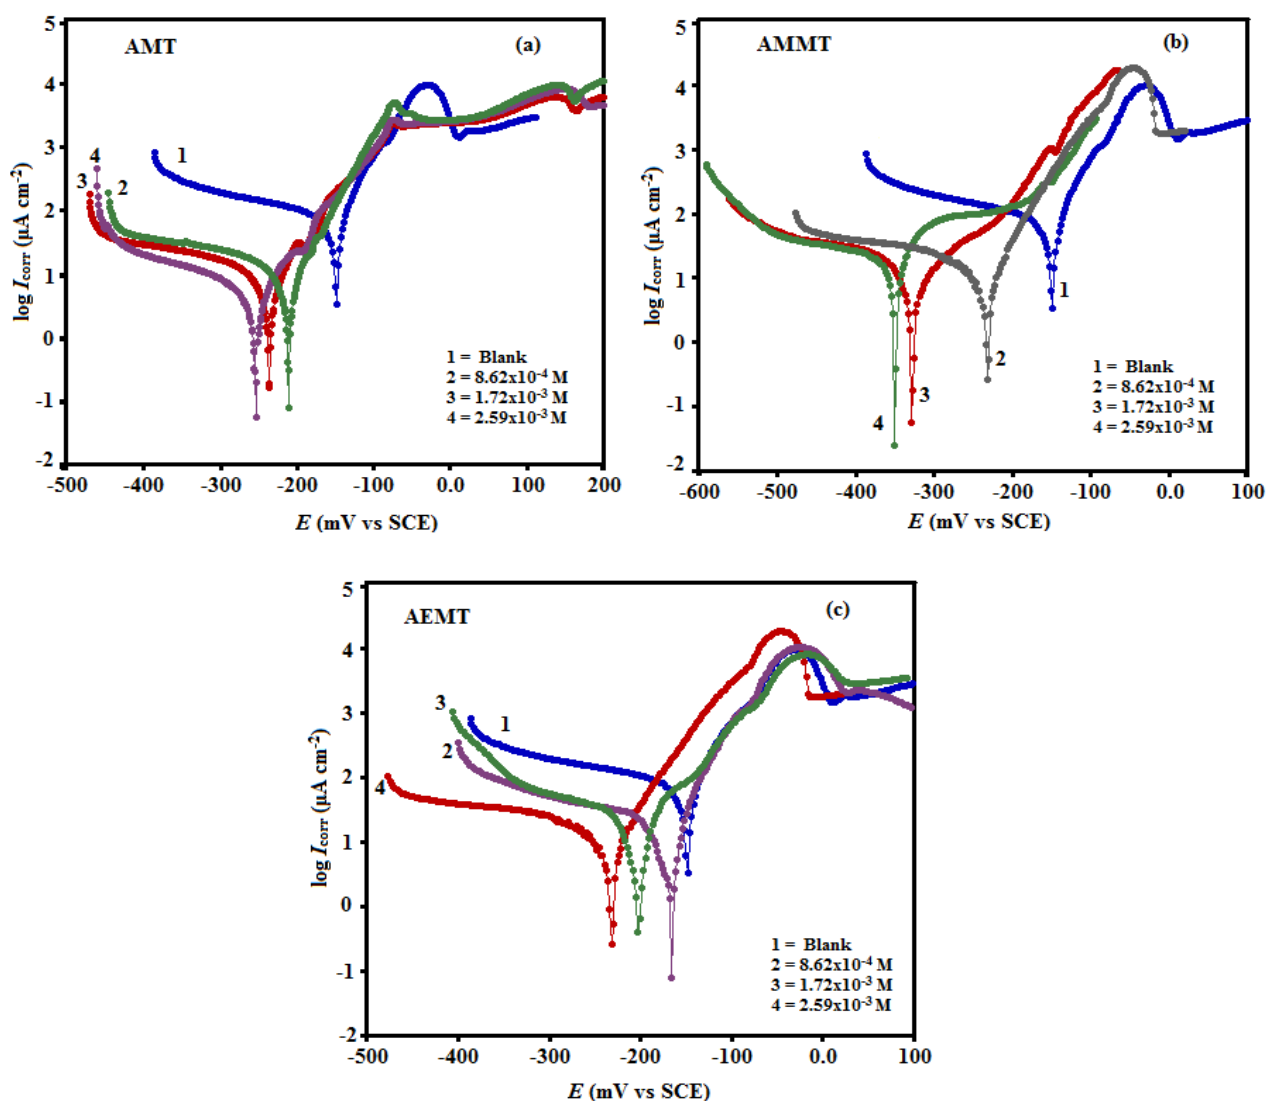 AMT
(a)
5
4
3
2
1
0
-1
-2
log Icorr (µA cm⁻²)
1
4
3
2
1 = Blank
2 = 8.62x10⁻⁴ M
3 = 1.72x10⁻³ M
4 = 2.59x10⁻³ M
-500 -400 -300 -200 -100 0.0 100 200
E (mV vs SCE)
AMMT
(b)
5
4
3
2
1
0
-1
-2
log Icorr (µA cm⁻²)
1
2
3
4
1 = Blank
2 = 8.62x10⁻⁴ M
3 = 1.72x10⁻³ M
4 = 2.59x10⁻³ M
-600 -500 -400 -300 -200 -100 0.0 100
E (mV vs SCE)
AEMT
(c)
5
4
3
2
1
0
-1
-2
log Icorr (µA cm⁻²)
3
1
2
4
1 = Blank
2 = 8.62x10⁻⁴ M
3 = 1.72x10⁻³ M
4 = 2.59x10⁻³ M
-500 -400 -300 -200 -100 0.0 100
E (mV vs SCE)